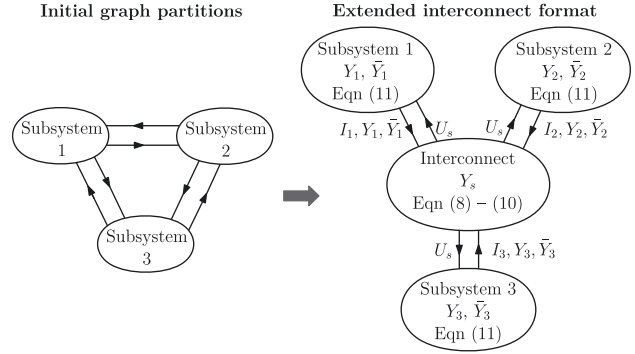 Initial graph partitions
Extended interconnect format
Subsystem
1
Subsystem
2
Subsystem
3
Subsystem 1
Y₁, Ȳ₁
Eqn (11)
Subsystem 2
Y₂, Ȳ₂
Eqn (11)
I₁, Y₁, Ȳ₁
Uₛ
Uₛ
I₂, Y₂, Ȳ₂
Interconnect
Yₛ
Eqn (8) – (10)
Uₛ
I₃, Y₃, Ȳ₃
Subsystem 3
Y₃, Ȳ₃
Eqn (11)